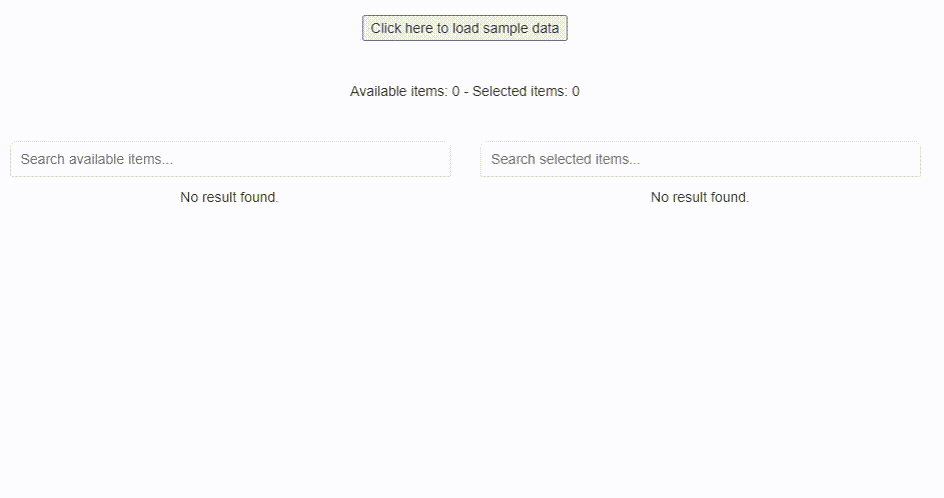 Click here to load sample data
Available items: 0 - Selected items: 0
Search available items...
Search selected items...
No result found.
No result found.